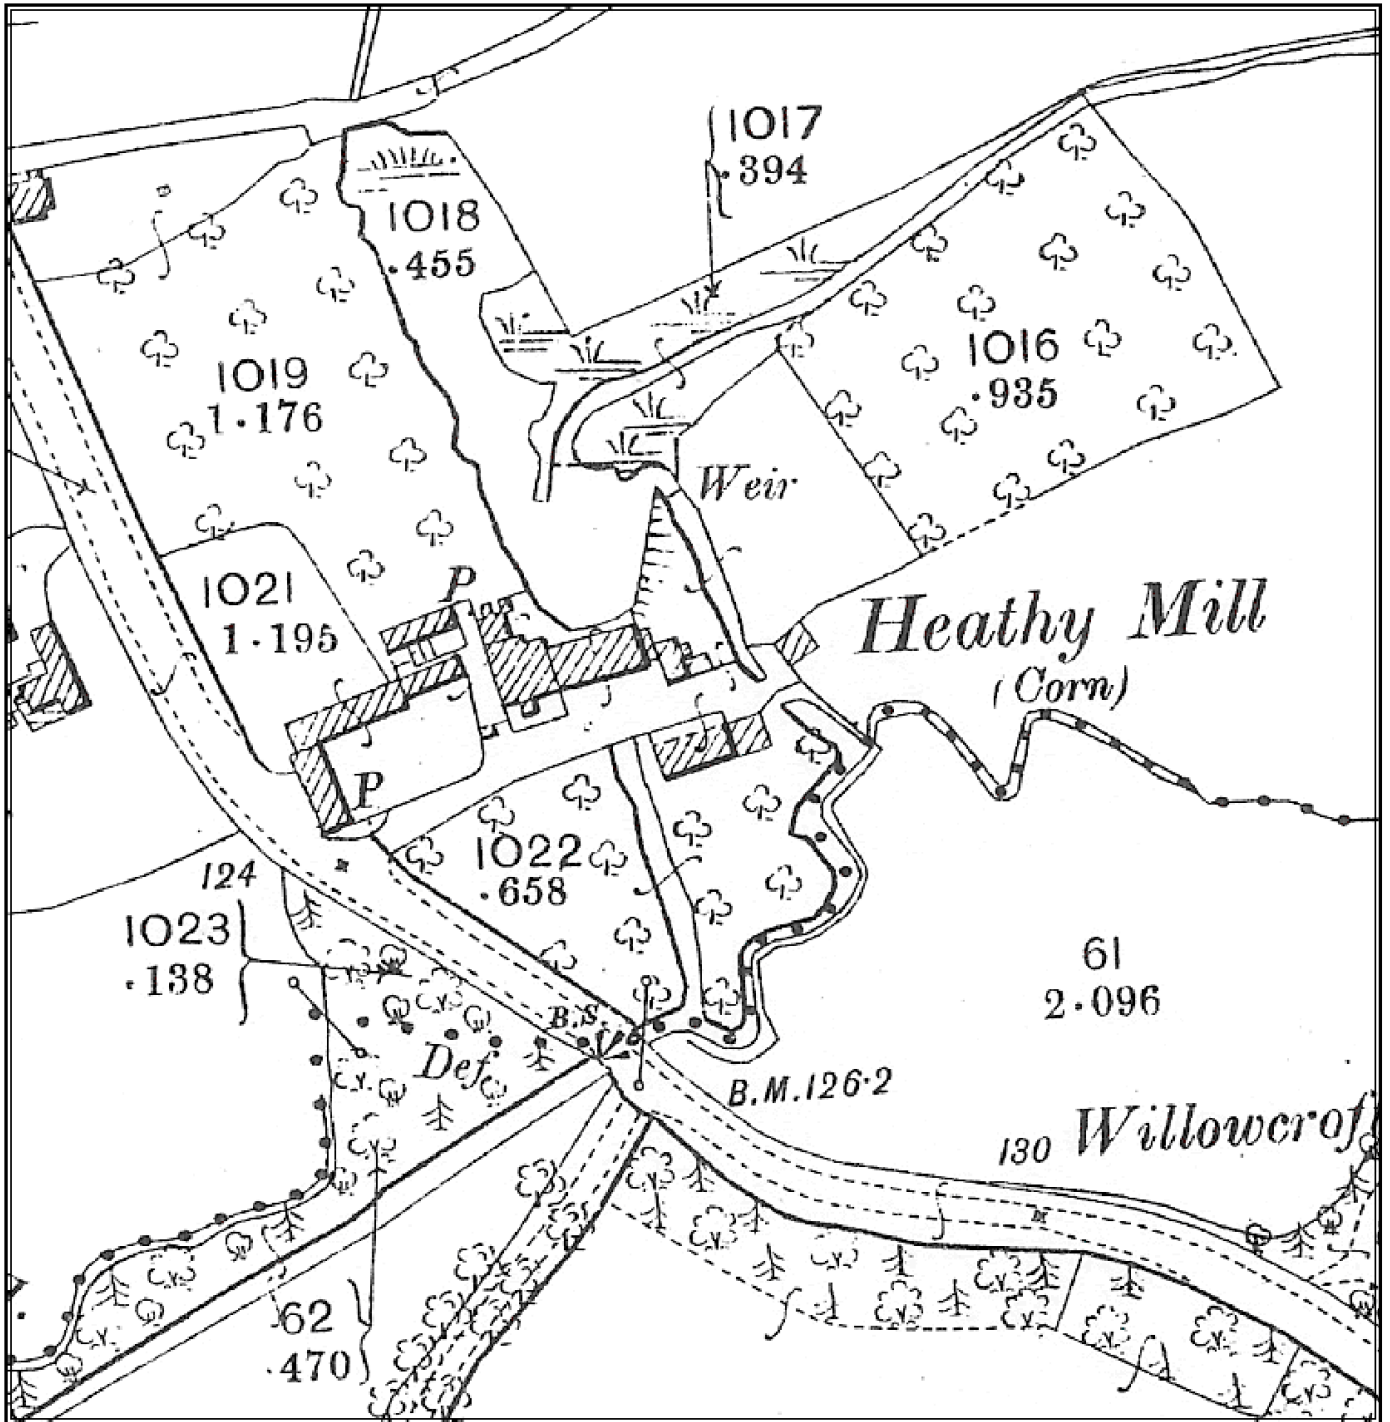 1017
.394
1018
.455
1016
.935
1019
1.176
Weir
1021
1.195
P
Heathy Mill
(Corn)
P
1022
.658
124
1023
.138
61
2.096
B.S.
Def.
B.M.126.2
130
Willowcroft
62
.470